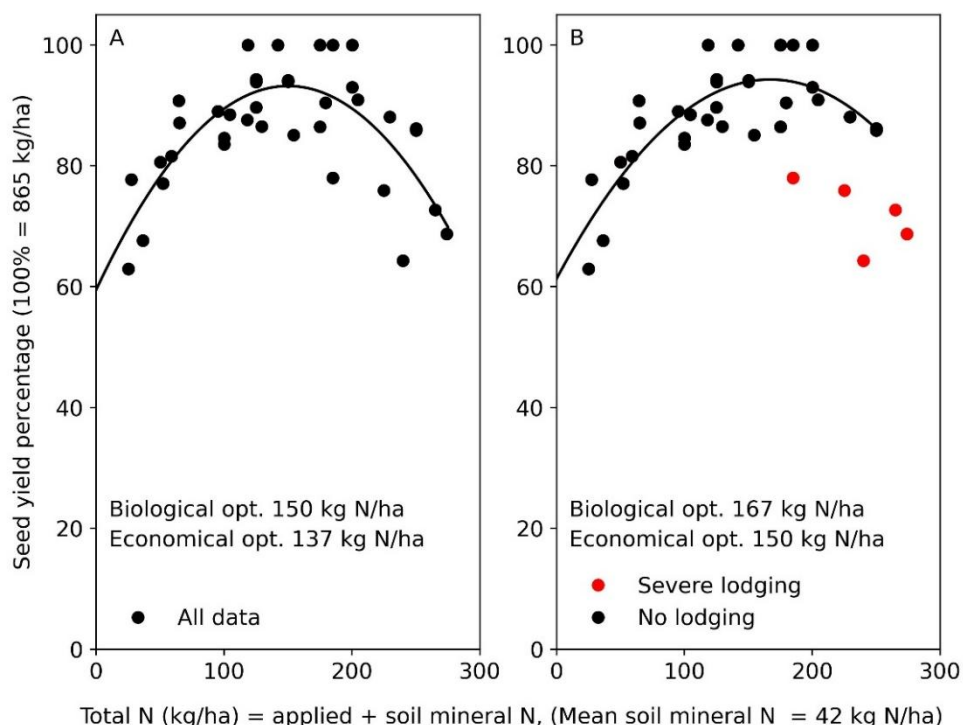 Seed yield percentage (100% = 865 kg/ha)
100
80
60
40
20
0
A
Biological opt. 150 kg N/ha
Economical opt. 137 kg N/ha
All data
0
100
200
300
100
80
60
40
20
0
B
Biological opt. 167 kg N/ha
Economical opt. 150 kg N/ha
Severe lodging
No lodging
0
100
200
300
Total N (kg/ha) = applied + soil mineral N, (Mean soil mineral N = 42 kg N/ha)